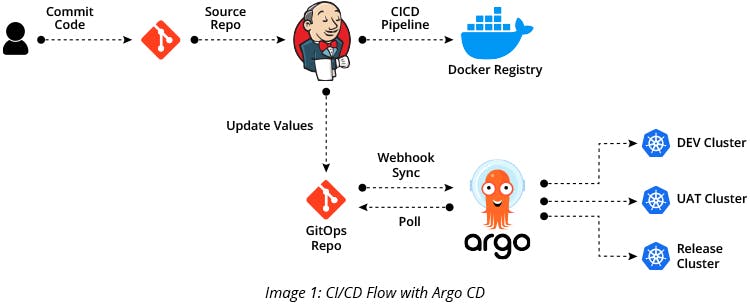 Commit
Code
Source
Repo
CICD
Pipeline
Docker Registry
Update Values
Webhook
Sync
Poll
GitOps
Repo
argo
DEV Cluster
UAT Cluster
Release
Cluster
Image 1: CI/CD Flow with Argo CD